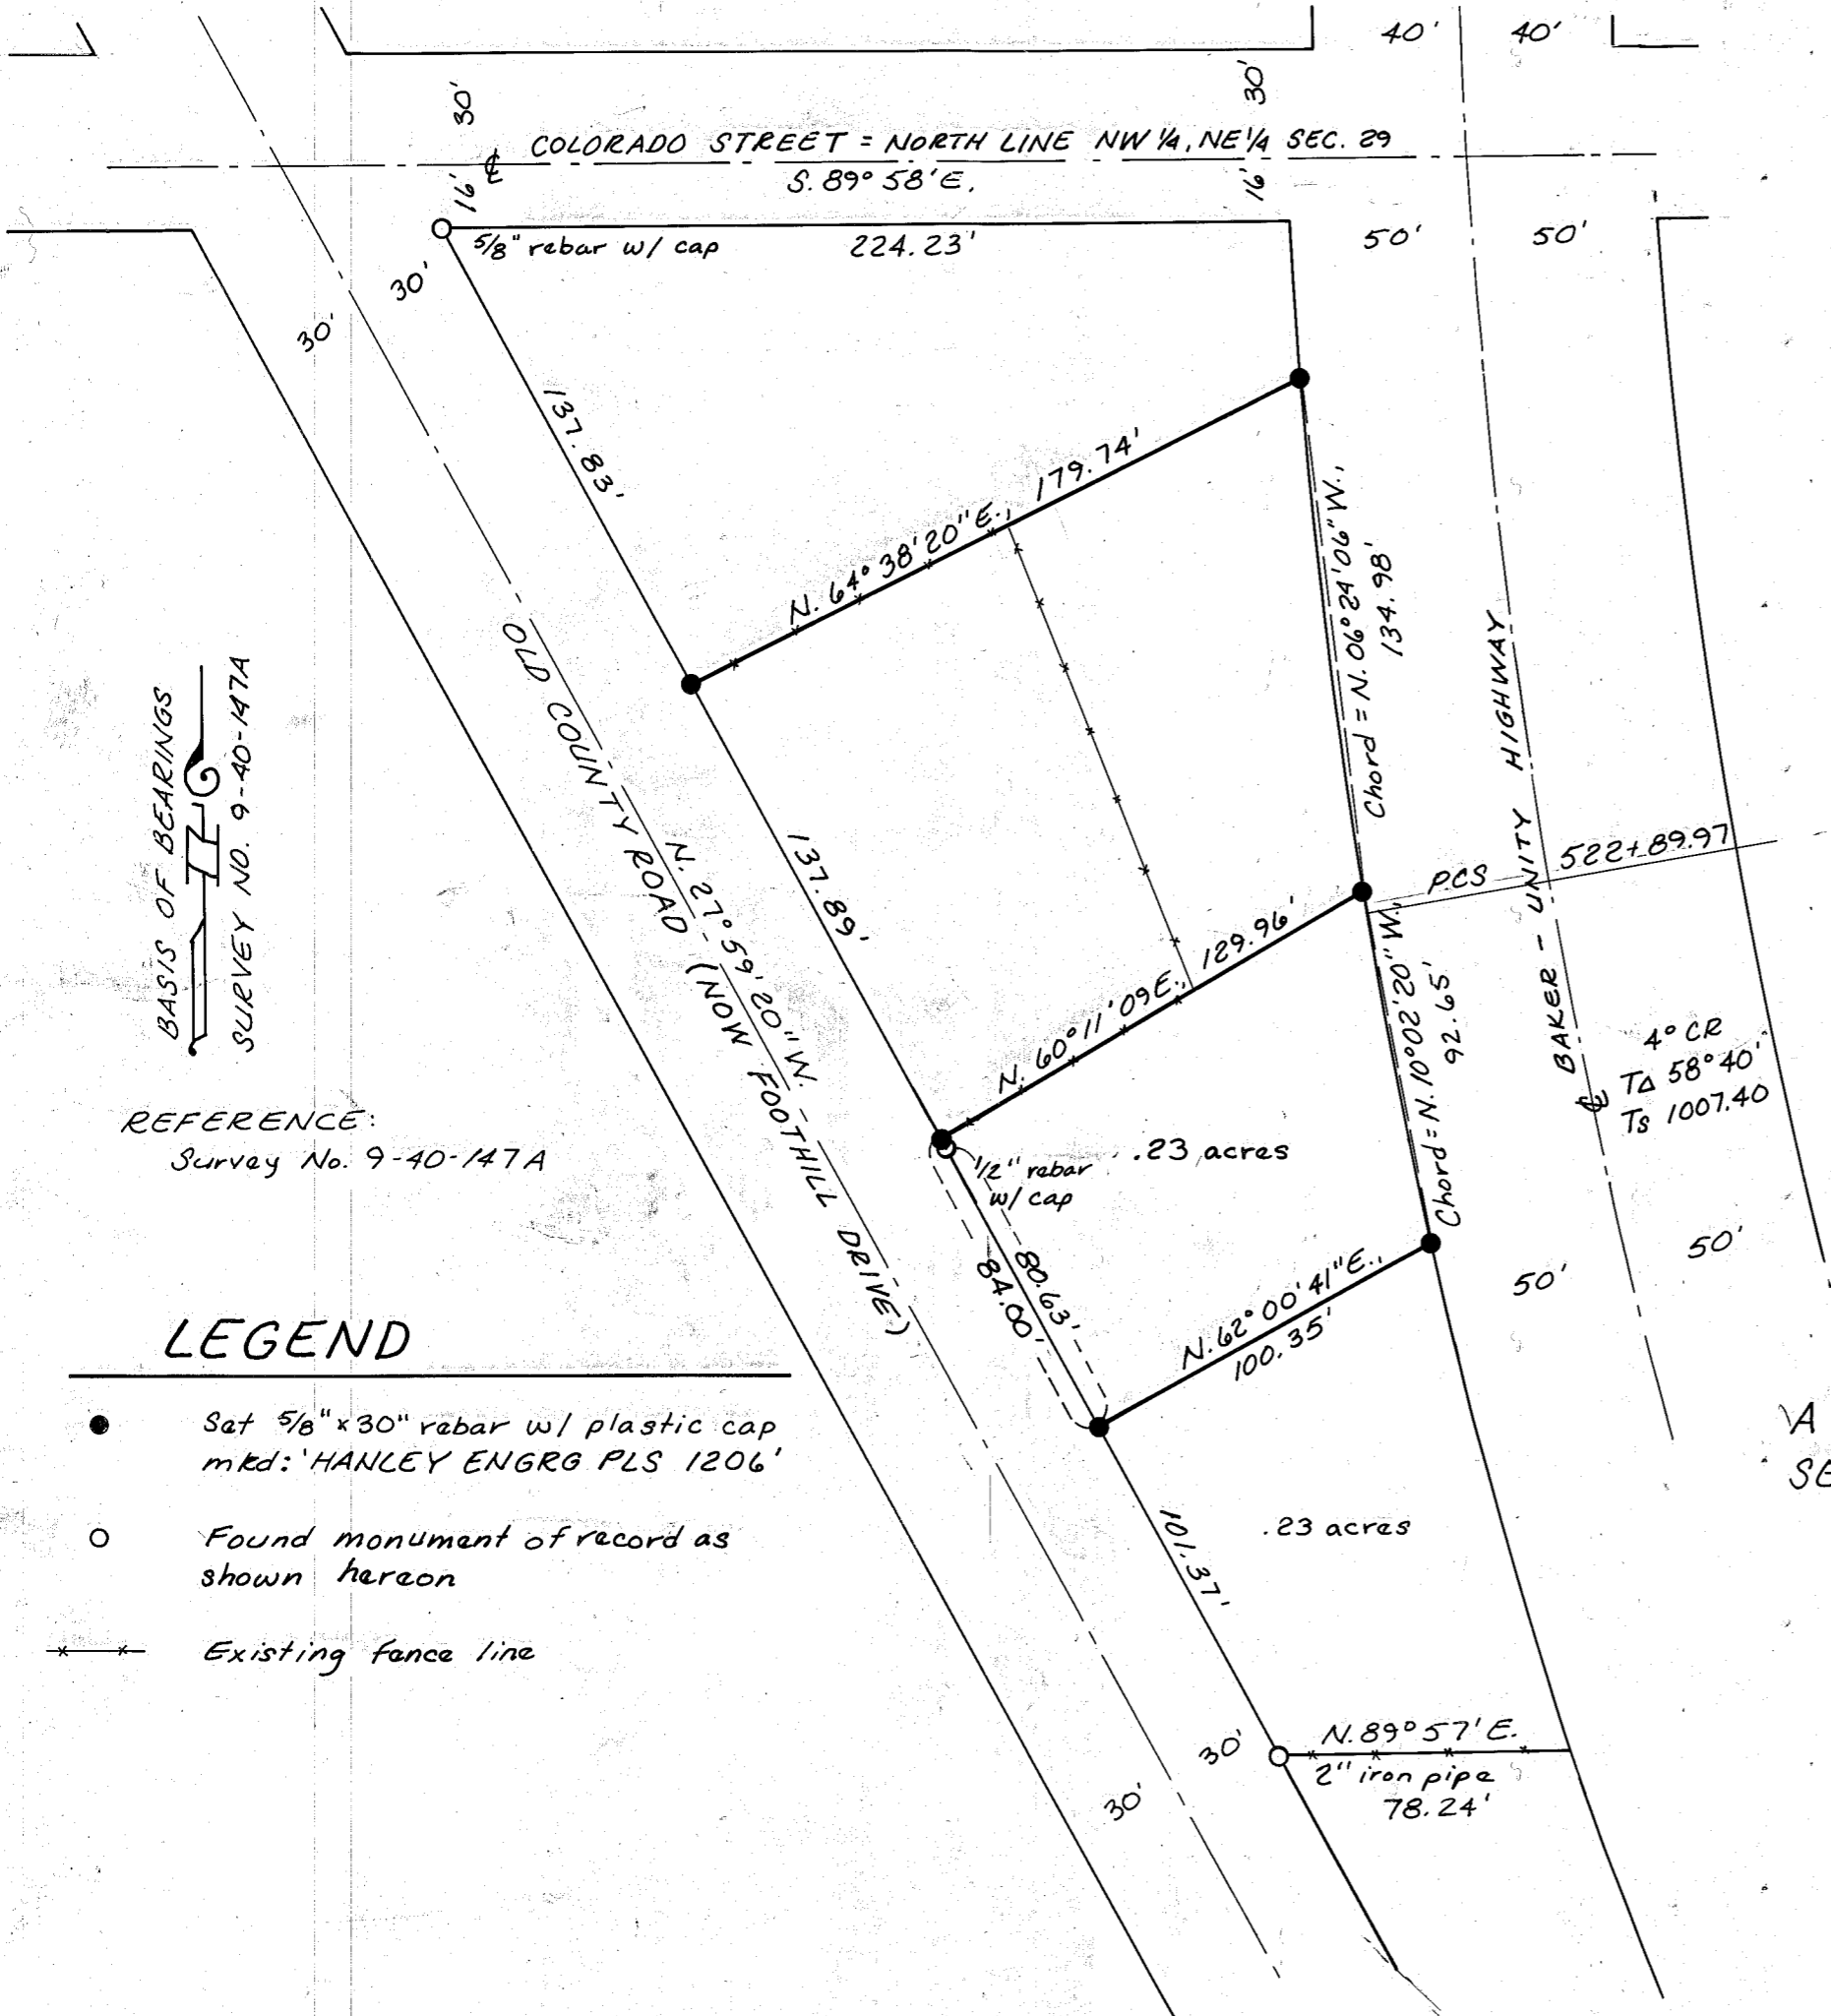 40' 40'
30' 30'
COLORADO STREET = NORTH LINE NW 1/4, NE 1/4 SEC. 29
℄
S. 89° 58' E.
16' 16'
5/8" rebar w/ cap 224.23'
50' 50'
30'
30'
137.83'
N. 64° 38' 20" E., 179.74'
Chord = N. 06° 24' 06" W.,
134.98'
OLD COUNTY ROAD - (NOW FOOTHILL DRIVE)
N. 27° 59' 20" W.
BASIS OF BEARINGS
SURVEY NO. 9-40-147A
137.89'
BAKER - UNITY HIGHWAY
℄
PCS 522+89.97
N. 60° 11' 09 E., 129.96'
Chord = N. 10° 02' 20" W.,
92.65'
4° CR
T∆ 58° 40'
Ts 1007.40
REFERENCE:
Survey No. 9-40-147A
1/2" rebar
w/ cap
.23 acres
80.63'
84.00'
N. 62° 00' 41" E.,
100.35'
50' 50'
LEGEND
Set 5/8" x 30" rebar w/ plastic cap
mkd: 'HANLEY ENGRG PLS 1206'
Found monument of record as
shown hereon
Existing fence line
A
SE
101.37'
.23 acres
30'
30'
N. 89° 57' E.
2" iron pipe
78.24'